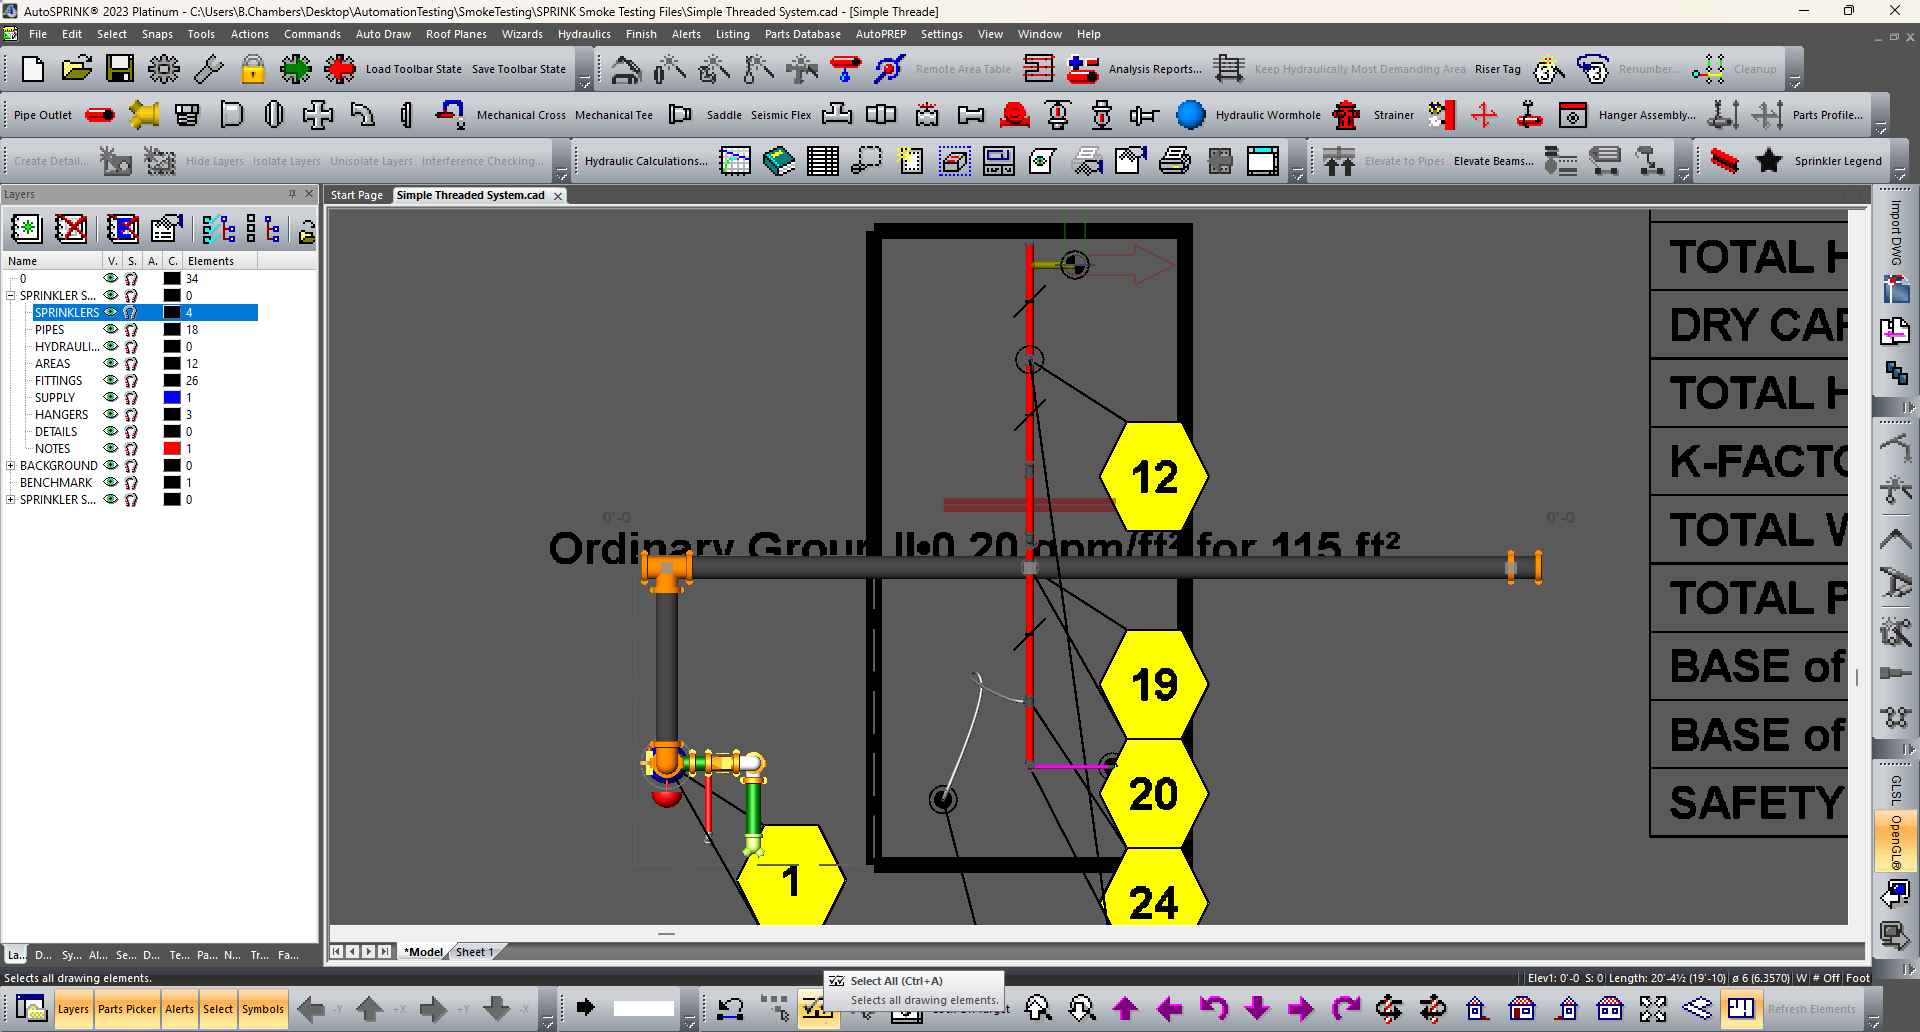 AutoSPRINK® 2023 Platinum - C:\Users\B.Chambers\Desktop\AutomationTesting\SmokeTesting\SPRINK Smoke Testing Files\Simple Threaded System.cad - [Simple Threade]
File Edit Select Snaps Tools Actions Commands Auto Draw Roof Planes Wizards Hydraulics Finish Alerts Listing Parts Database AutoPREP Settings View Window Help
Load Toolbar State Save Toolbar State Remote Area Table Analysis Reports... Keep Hydraulically Most Demanding Area Riser Tag Renumber... Cleanup
Pipe Outlet Mechanical Cross Mechanical Tee Saddle Seismic Flex Hydraulic Wormhole Strainer Hanger Assembly... Parts Profile...
Create Detail... Hide Layers Isolate Layers Unisolate Layers Interference Checking... Hydraulic Calculations... Elevate to Pipes Elevate Beams... Sprinkler Legend
Layers
Start Page Simple Threaded System.cad
Name V. S. A. C. Elements
0 34
SPRINKLER S... 0
SPRINKLERS 4
PIPES 18
HYDRAULI... 0
AREAS 12
FITTINGS 26
SUPPLY 1
HANGERS 3
DETAILS 0
NOTES 1
BACKGROUND 0
BENCHMARK 1
SPRINKLER S... 0
La... D... Sy... Al... Se... D... Te... Pa... N... Tr... Fa...
12
0'-0 0'-0
Ordinary Group II•0.20 gpm/ft² for 115 ft²
19
20
1
24
TOTAL H
DRY CAP
TOTAL H
K-FACTO
TOTAL W
TOTAL P
BASE of
BASE of
SAFETY
Import DWG
GLSL
OpenGL®
*Model Sheet 1
Selects all drawing elements.
Elev1: 0'-0 S: 0 Length: 20'-4½ (19'-10) ø 6 (6.3570) W # Off Foot
Select All (Ctrl+A)
Selects all drawing elements.
Layers Parts Picker Alerts Select Symbols -Y +X +Y -X Refresh Elements